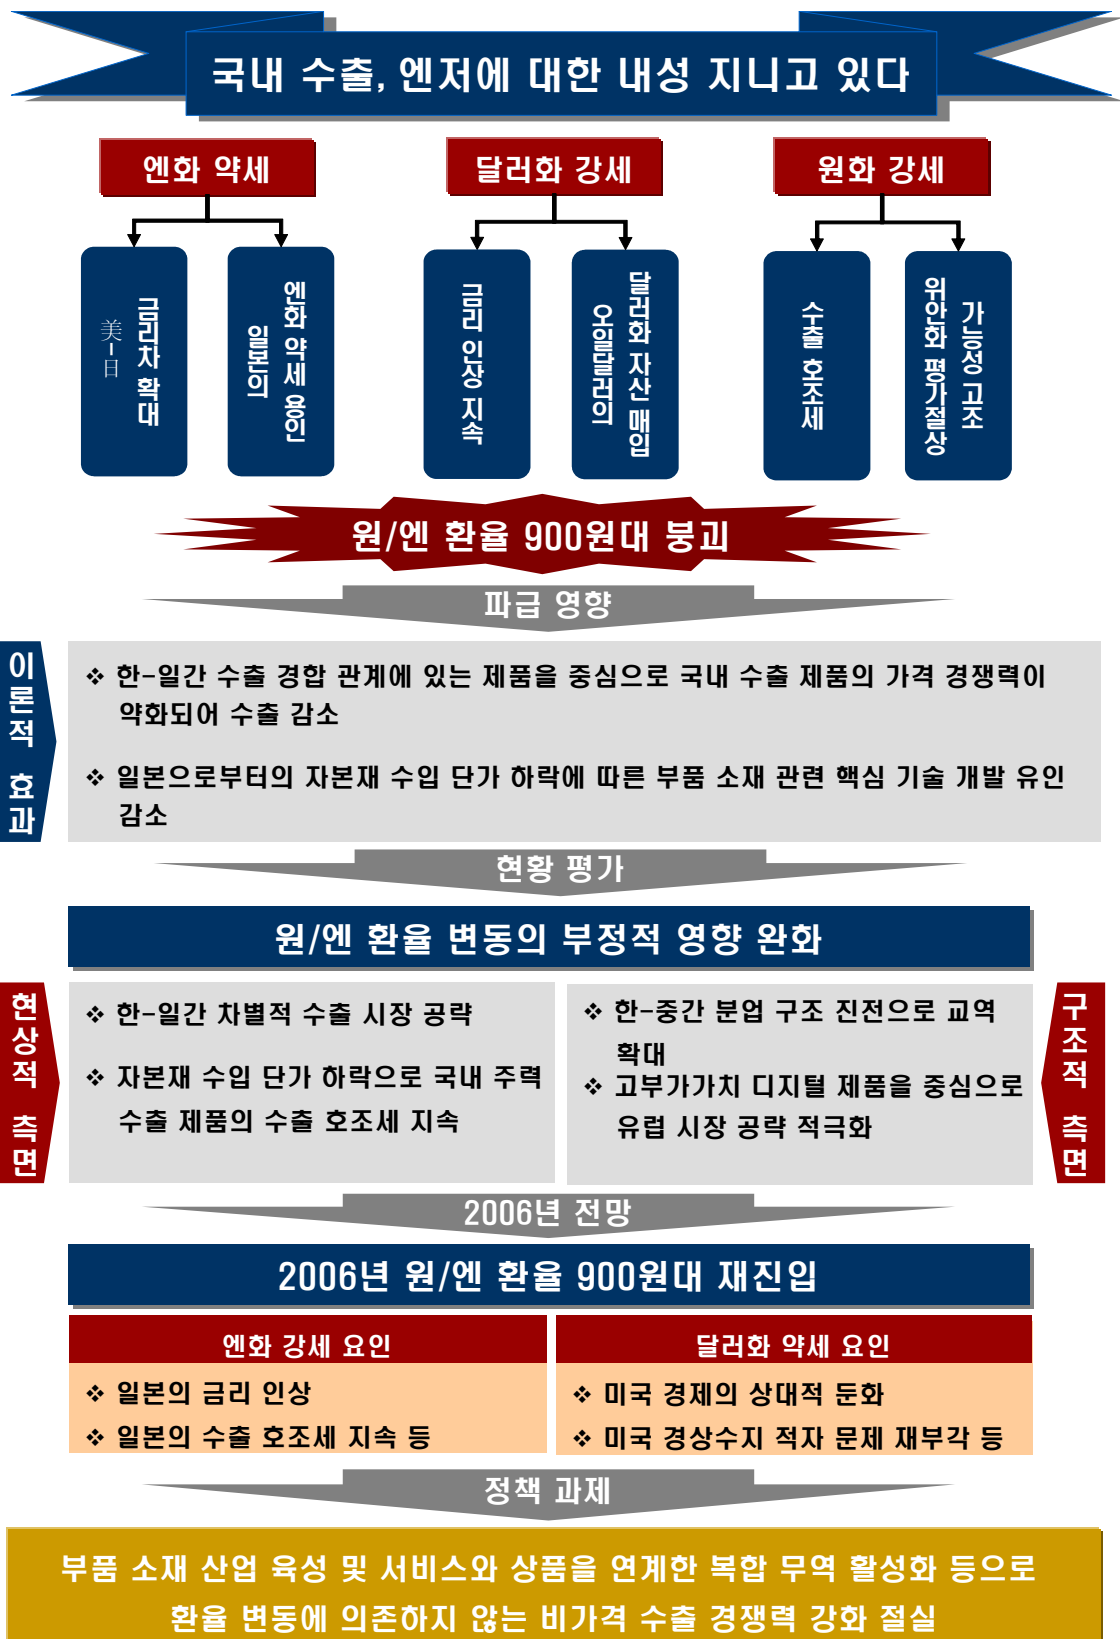 국내 수출, 엔저에 대한 내성 지니고 있다
엔화 약세
달러화 강세
원화 강세
美-日
금리차 확대
일본의
엔화 약세 용인
금리 인상 지속
오일달러의
달러화 자산 매입
수출 호조세
위안화 평가절상
가능성 고조
원/엔 환율 900원대 붕괴
파급 영향
이론적 효과
❖ 한-일간 수출 경합 관계에 있는 제품을 중심으로 국내 수출 제품의 가격 경쟁력이
약화되어 수출 감소
❖ 일본으로부터의 자본재 수입 단가 하락에 따른 부품 소재 관련 핵심 기술 개발 유인
감소
현황 평가
원/엔 환율 변동의 부정적 영향 완화
현상적 측면
❖ 한-일간 차별적 수출 시장 공략
❖ 자본재 수입 단가 하락으로 국내 주력
수출 제품의 수출 호조세 지속
❖ 한-중간 분업 구조 진전으로 교역
확대
❖ 고부가가치 디지털 제품을 중심으로
유럽 시장 공략 적극화
구조적 측면
2006년 전망
2006년 원/엔 환율 900원대 재진입
엔화 강세 요인
❖ 일본의 금리 인상
❖ 일본의 수출 호조세 지속 등
달러화 약세 요인
❖ 미국 경제의 상대적 둔화
❖ 미국 경상수지 적자 문제 재부각 등
정책 과제
부품 소재 산업 육성 및 서비스와 상품을 연계한 복합 무역 활성화 등으로
환율 변동에 의존하지 않는 비가격 수출 경쟁력 강화 절실